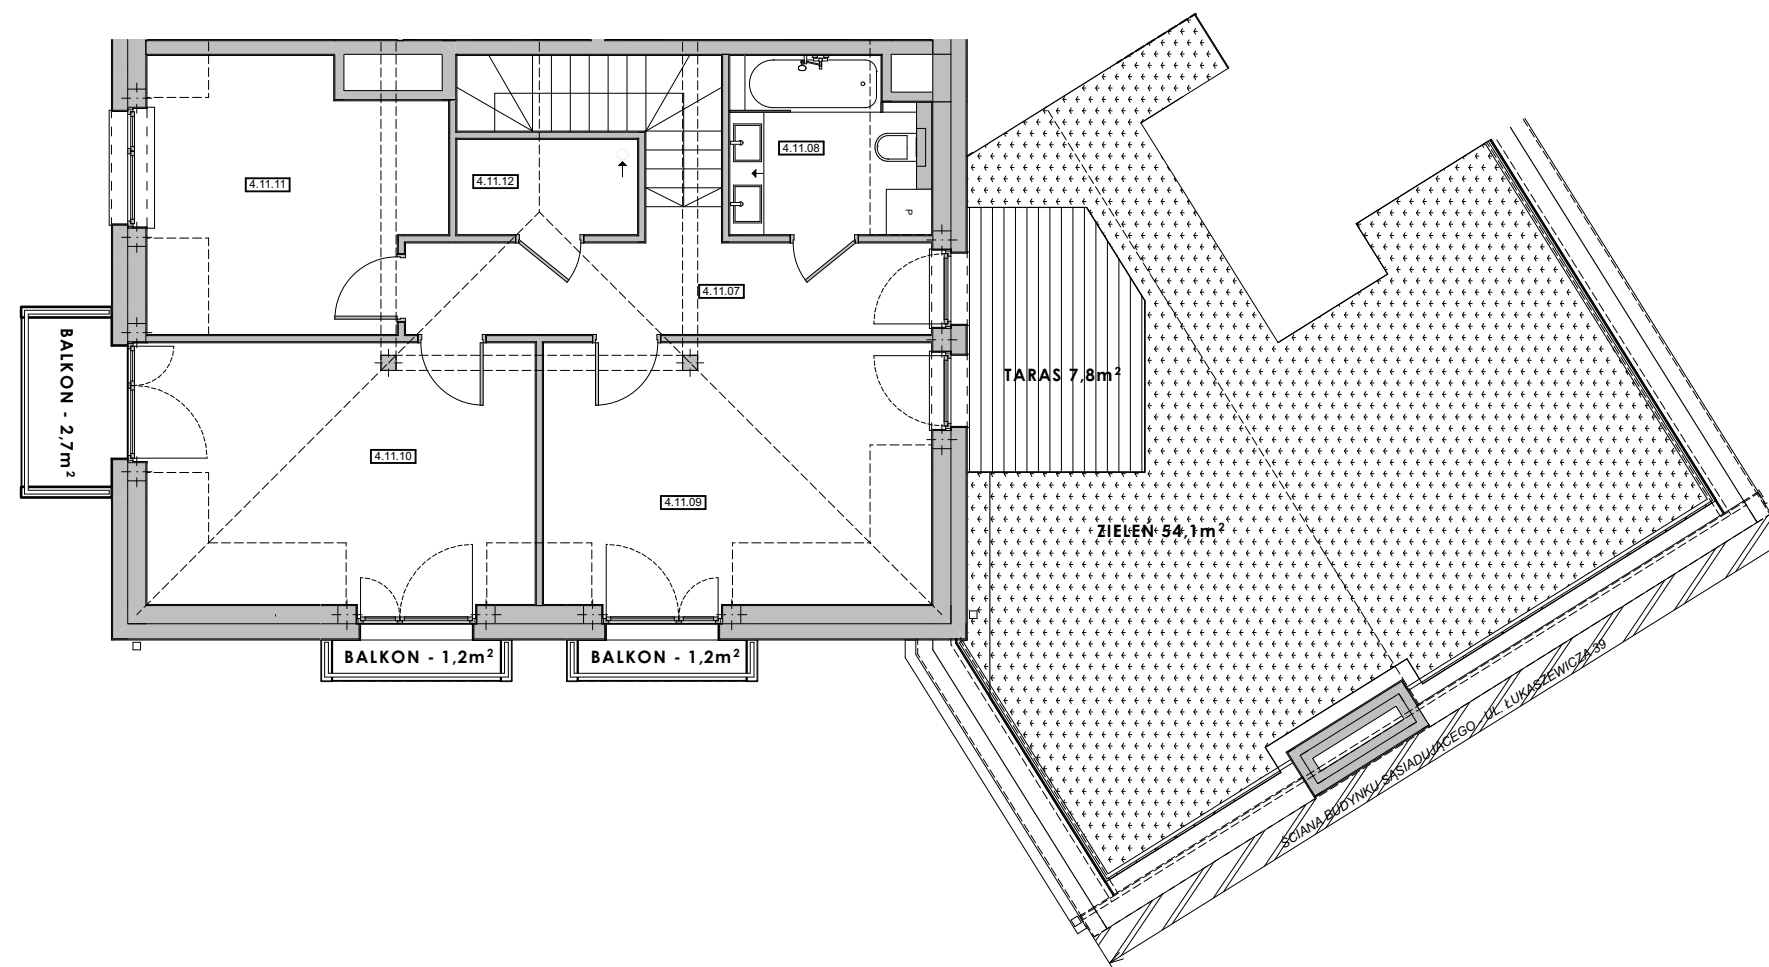 4.11.08
4.11.11
4.11.12
P
4.11.07
BALKON - 2,7m²
TARAS 7,8m²
4.11.10
4.11.09
ZIELEŃ 54,1m²
BALKON - 1,2m²
BALKON - 1,2m²
ŚCIANA BUDYNKU SĄSIADUJĄCEGO - UL. ŁUKASZEWICZA 39